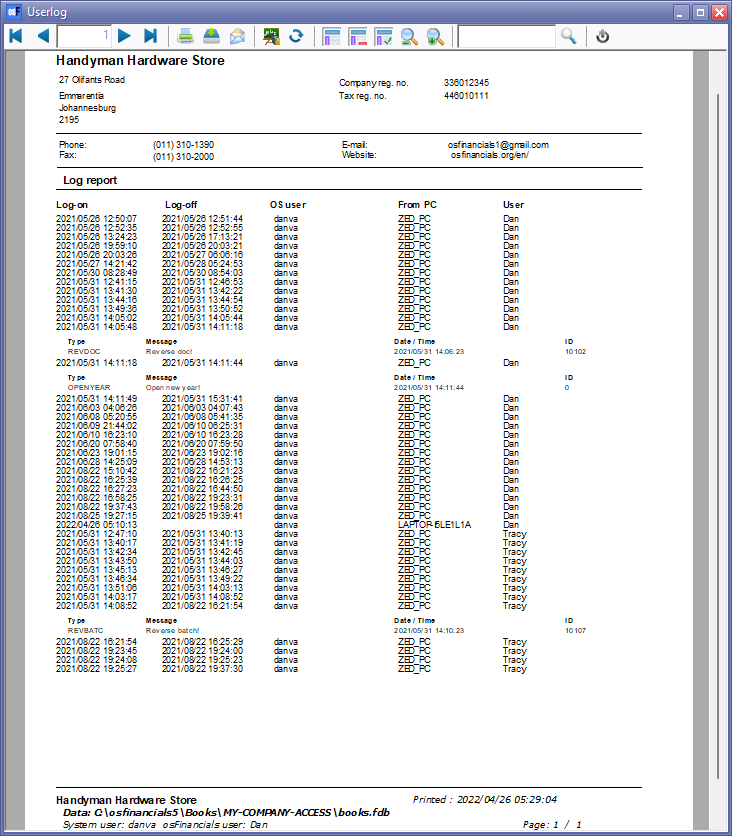 Userlog
1
Handyman Hardware Store
27 Olifants Road
Company reg. no. 336012345
Emmarentia Tax reg. no. 446010111
Johannesburg
2195
Phone: (011) 310-1390 E-mail: osfinancials1@gmail.com
Fax: (011) 310-2000 Website: osfinancials.org/en/
Log report
Log-on Log-off OS user From PC User
2021/05/26 12:50:07 2021/05/26 12:51:44 danva ZED_PC Dan
2021/05/26 12:52:35 2021/05/26 12:52:55 danva ZED_PC Dan
2021/05/26 13:24:23 2021/05/26 17:13:21 danva ZED_PC Dan
2021/05/26 19:59:10 2021/05/26 20:03:21 danva ZED_PC Dan
2021/05/26 20:03:26 2021/05/27 06:06:16 danva ZED_PC Dan
2021/05/27 14:21:42 2021/05/28 05:24:53 danva ZED_PC Dan
2021/05/30 08:28:49 2021/05/30 08:54:03 danva ZED_PC Dan
2021/05/31 12:41:15 2021/05/31 12:46:53 danva ZED_PC Dan
2021/05/31 13:41:30 2021/05/31 13:42:22 danva ZED_PC Dan
2021/05/31 13:44:16 2021/05/31 13:44:54 danva ZED_PC Dan
2021/05/31 13:49:36 2021/05/31 13:50:52 danva ZED_PC Dan
2021/05/31 14:05:02 2021/05/31 14:05:44 danva ZED_PC Dan
2021/05/31 14:05:48 2021/05/31 14:11:18 danva ZED_PC Dan
Type Message Date / Time ID
REVDOC Reverse doc! 2021/05/31 14:06:23 10102
2021/05/31 14:11:18 2021/05/31 14:11:44 danva ZED_PC Dan
Type Message Date / Time ID
OPENYEAR Open new year! 2021/05/31 14:11:44 0
2021/05/31 14:11:49 2021/05/31 15:31:41 danva ZED_PC Dan
2021/06/03 04:06:26 2021/06/03 04:07:43 danva ZED_PC Dan
2021/06/08 05:20:55 2021/06/08 05:41:35 danva ZED_PC Dan
2021/06/09 21:44:02 2021/06/10 06:25:31 danva ZED_PC Dan
2021/06/10 16:23:10 2021/06/10 16:23:28 danva ZED_PC Dan
2021/06/20 07:58:40 2021/06/20 07:59:50 danva ZED_PC Dan
2021/06/23 19:01:15 2021/06/23 19:02:16 danva ZED_PC Dan
2021/06/28 14:25:09 2021/06/28 14:53:13 danva ZED_PC Dan
2021/08/22 15:10:42 2021/08/22 16:21:23 danva ZED_PC Dan
2021/08/22 16:25:39 2021/08/22 16:26:25 danva ZED_PC Dan
2021/08/22 16:27:23 2021/08/22 16:44:50 danva ZED_PC Dan
2021/08/22 16:58:25 2021/08/22 19:23:31 danva ZED_PC Dan
2021/08/22 19:37:43 2021/08/22 19:58:26 danva ZED_PC Dan
2021/08/25 19:27:15 2021/08/25 19:39:41 danva ZED_PC Dan
2022/04/26 05:10:13 danva Dan
2021/05/31 12:47:10 2021/05/31 13:40:13 danva ZED_PC Tracy
2021/05/31 13:40:17 2021/05/31 13:41:19 danva ZED_PC Tracy
2021/05/31 13:42:34 2021/05/31 13:42:45 danva ZED_PC Tracy
2021/05/31 13:43:50 2021/05/31 13:44:03 danva ZED_PC Tracy
2021/05/31 13:45:13 2021/05/31 13:46:27 danva ZED_PC Tracy
2021/05/31 13:46:34 2021/05/31 13:49:22 danva ZED_PC Tracy
2021/05/31 13:51:06 2021/05/31 14:03:13 danva ZED_PC Tracy
2021/05/31 14:03:17 2021/05/31 14:08:52 danva ZED_PC Tracy
2021/05/31 14:08:52 2021/08/22 16:21:54 danva ZED_PC Tracy
Type Message Date / Time ID
REVBATC Reverse batch! 2021/05/31 14:10:23 10107
2021/08/22 16:21:54 2021/08/22 16:25:29 danva ZED_PC Tracy
2021/08/22 19:23:45 2021/08/22 19:24:00 danva ZED_PC Tracy
2021/08/22 19:24:08 2021/08/22 19:25:23 danva ZED_PC Tracy
2021/08/22 19:25:27 2021/08/22 19:37:30 danva ZED_PC Tracy
Handyman Hardware Store Printed : 2022/04/26 05:29:04
Data: C:\osfinancials5\Books\MY-COMPANY-ACCESS\books.fdb
System user: danva osFinancials user: Dan Page: 1 / 1